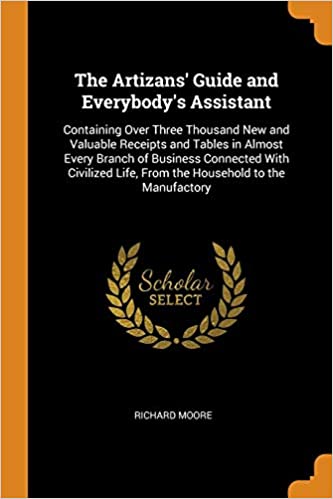 The Artizans' Guide and
Everybody's Assistant
Containing Over Three Thousand New and
Valuable Receipts and Tables in Almost
Every Branch of Business Connected With
Civilized Life, From the Household to the
Manufactory
SCHOLAR
SELECT
RICHARD MOORE